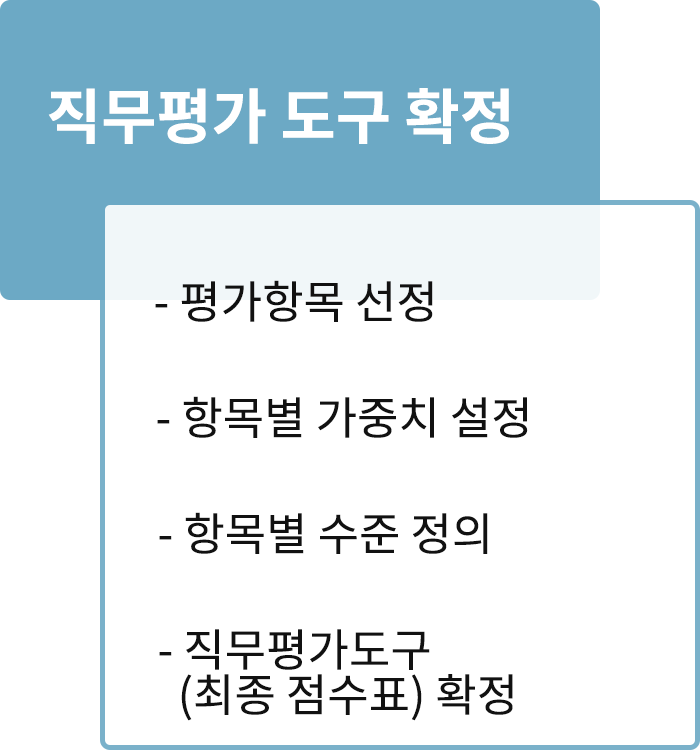 직무평가 도구 확정
- 평가항목 선정
- 항목별 가중치 설정
- 항목별 수준 정의
- 직무평가도구
(최종 점수표) 확정